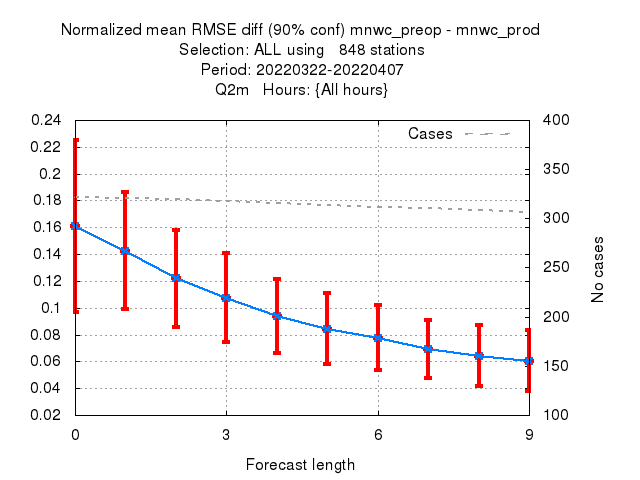 Normalized mean RMSE diff (90% conf) mnwc_preop - mnwc_prod
Selection: ALL using 848 stations
Period: 20220322-20220407
Q2m Hours: {All hours}
Cases
0.24
0.22
0.2
0.18
0.16
0.14
0.12
0.1
0.08
0.06
0.04
0.02
400
350
300
250
200
150
100
No cases
0 3 6 9
Forecast length